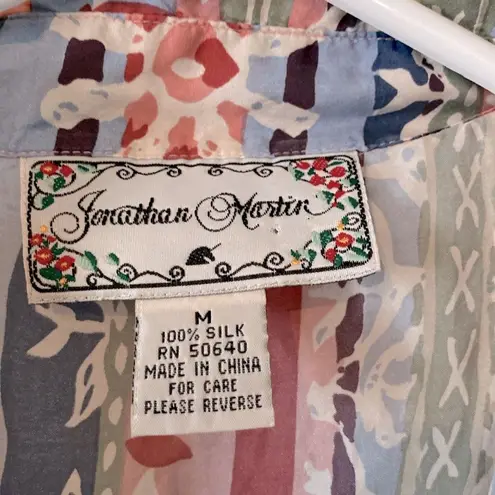 Jonathan Martin
M
100% SILK
RN 50640
MADE IN CHINA
FOR CARE
PLEASE REVERSE